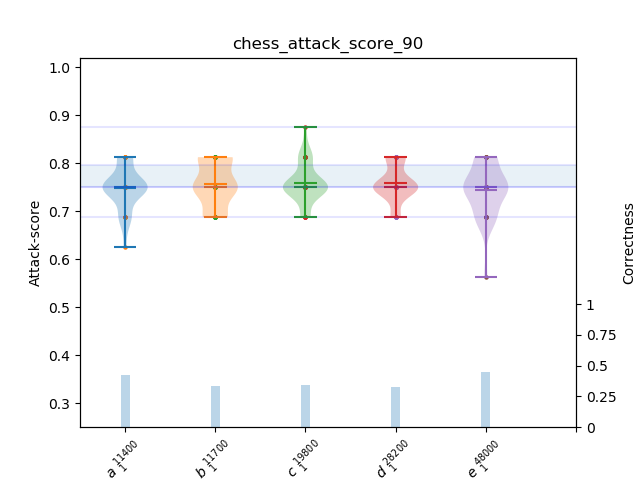 chess_attack_score_90
1.0
0.9
0.8
0.7
0.6
0.5
0.4
0.3
Attack-score
1
0.75
0.5
0.25
0
Correctness
a 11400 1
b 11700 1
c 19800 1
d 28200 1
e 48000 1